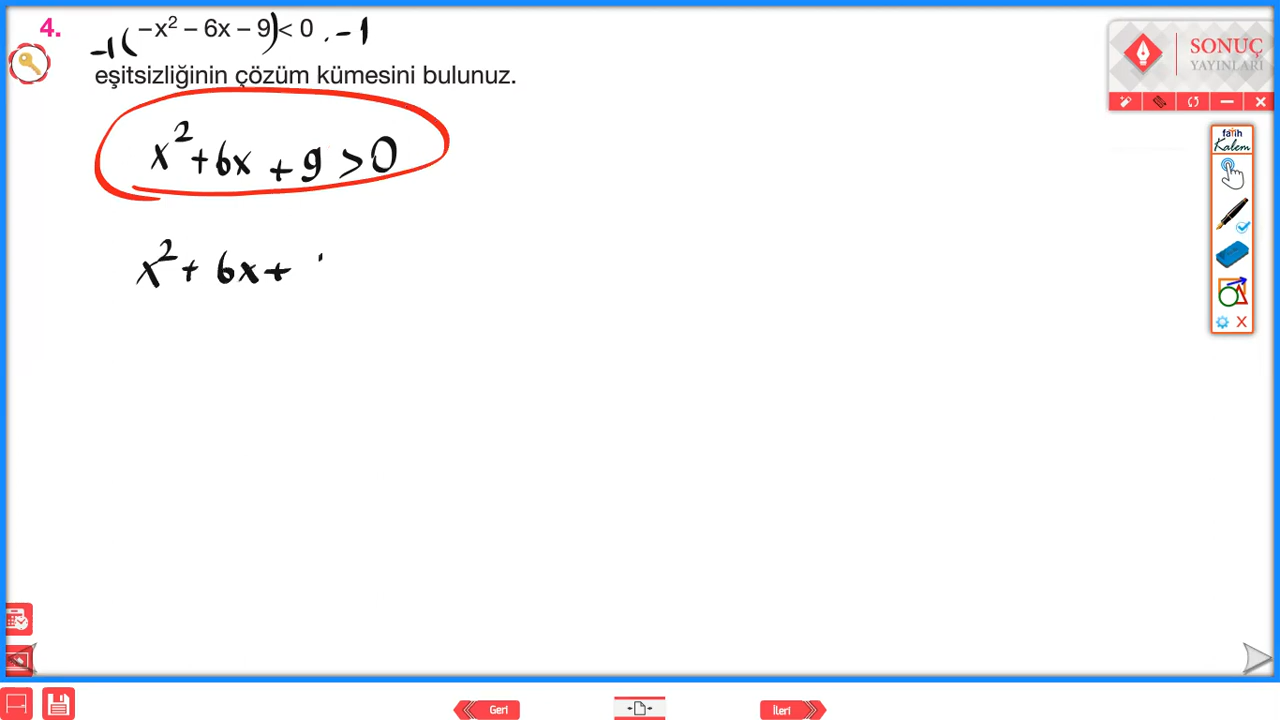 4. -1(−x² − 6x − 9) < 0 . -1
eşitsizliğinin çözüm kümesini bulunuz.
x² + 6x + 9 > 0
x² + 6x +
SONUÇ
YAYINLARI
fatih
Kalem
Geri
İleri